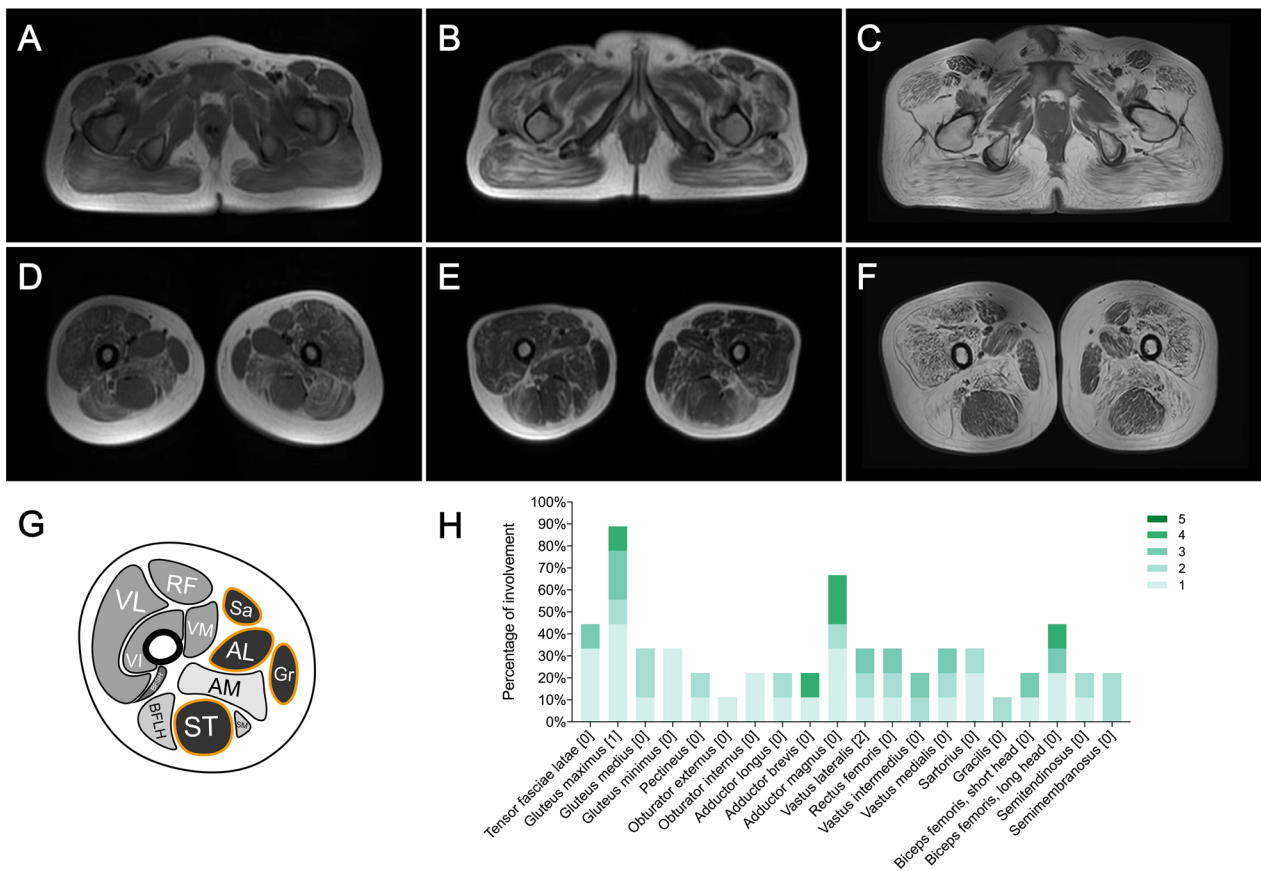 A
B
C
D
E
F
G
RF
VL
Sa
VM
AL
VI
Gr
AM
BFLH
ST
SM
H
Percentage of involvement
100%
90%
80%
70%
60%
50%
40%
30%
20%
10%
0%
5
4
3
2
1
Tensor fasciae latae [0]
Gluteus maximus [1]
Gluteus medius [0]
Gluteus minimus [0]
Pectineus [0]
Obturator externus [0]
Obturator internus [0]
Adductor longus [0]
Adductor brevis [0]
Adductor magnus [0]
Vastus lateralis [2]
Rectus femoris [0]
Vastus intermedius [0]
Vastus medialis [0]
Sartorius [0]
Gracilis [0]
Biceps femoris, short head [0]
Biceps femoris, long head [0]
Semitendinosus [0]
Semimembranosus [0]